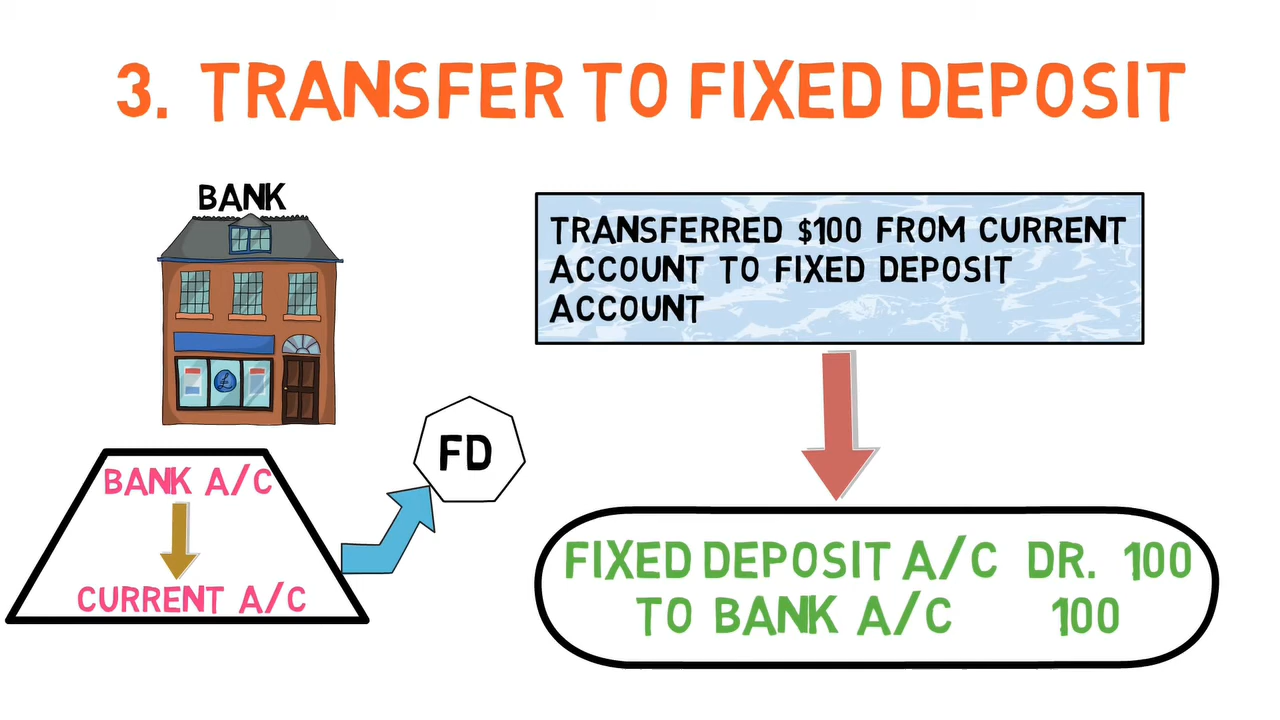 3. TRANSFER TO FIXED DEPOSIT
BANK
£
TRANSFERRED $100 FROM CURRENT
ACCOUNT TO FIXED DEPOSIT
ACCOUNT
FD
BANK A/C
CURRENT A/C
FIXED DEPOSIT A/C DR. 100
TO BANK A/C 100